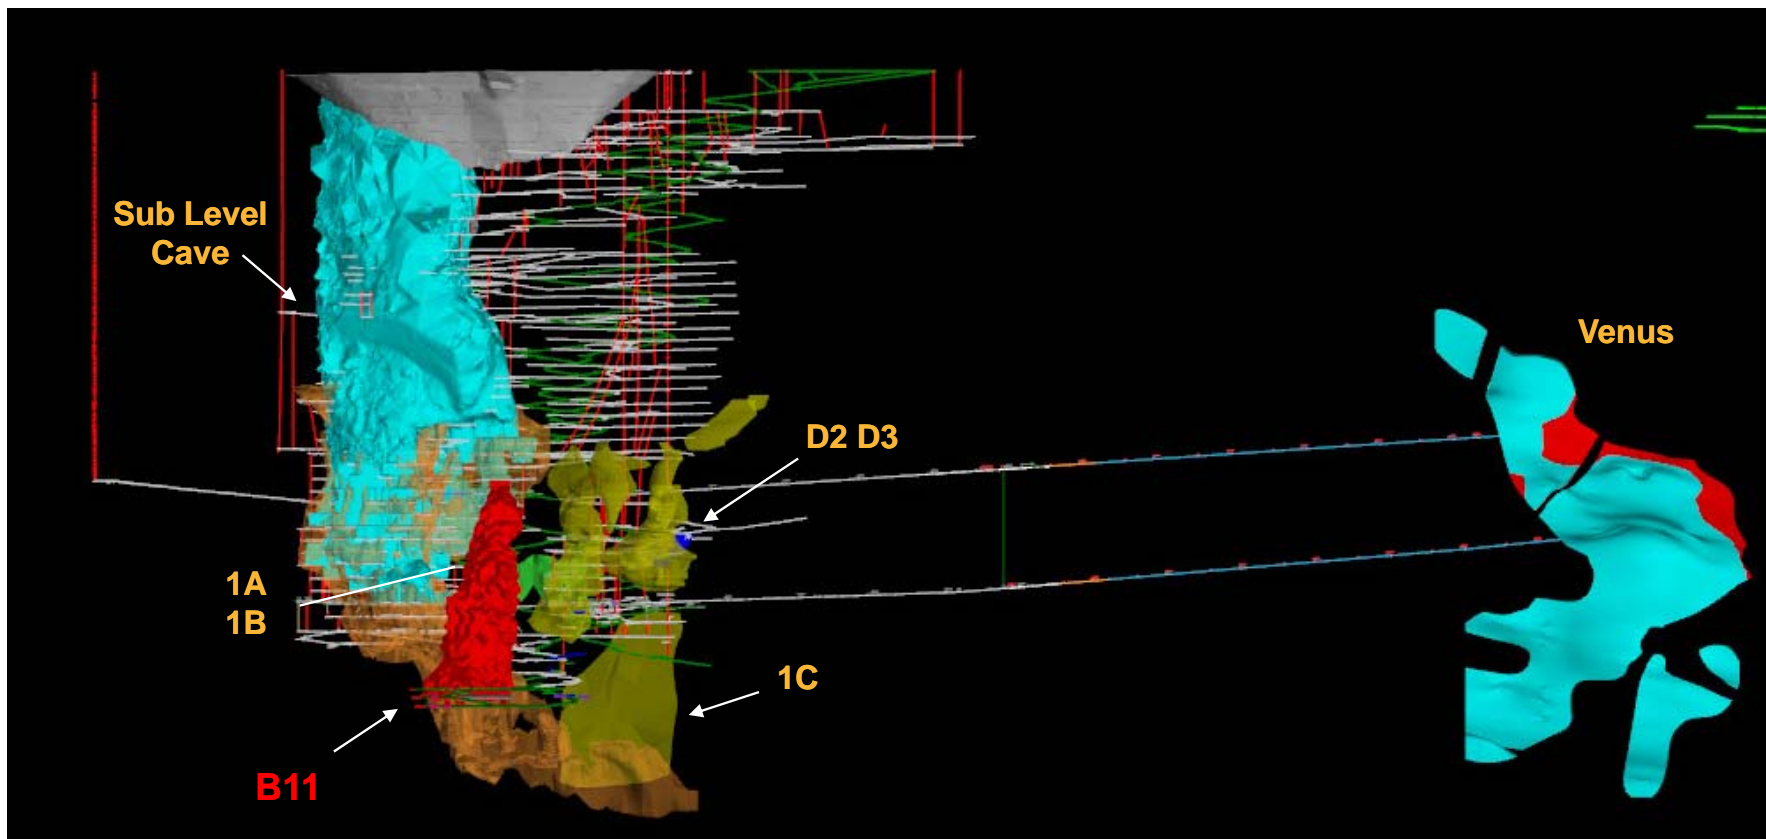 Sub Level
Cave
Venus
D2 D3
1A
1B
1C
B11